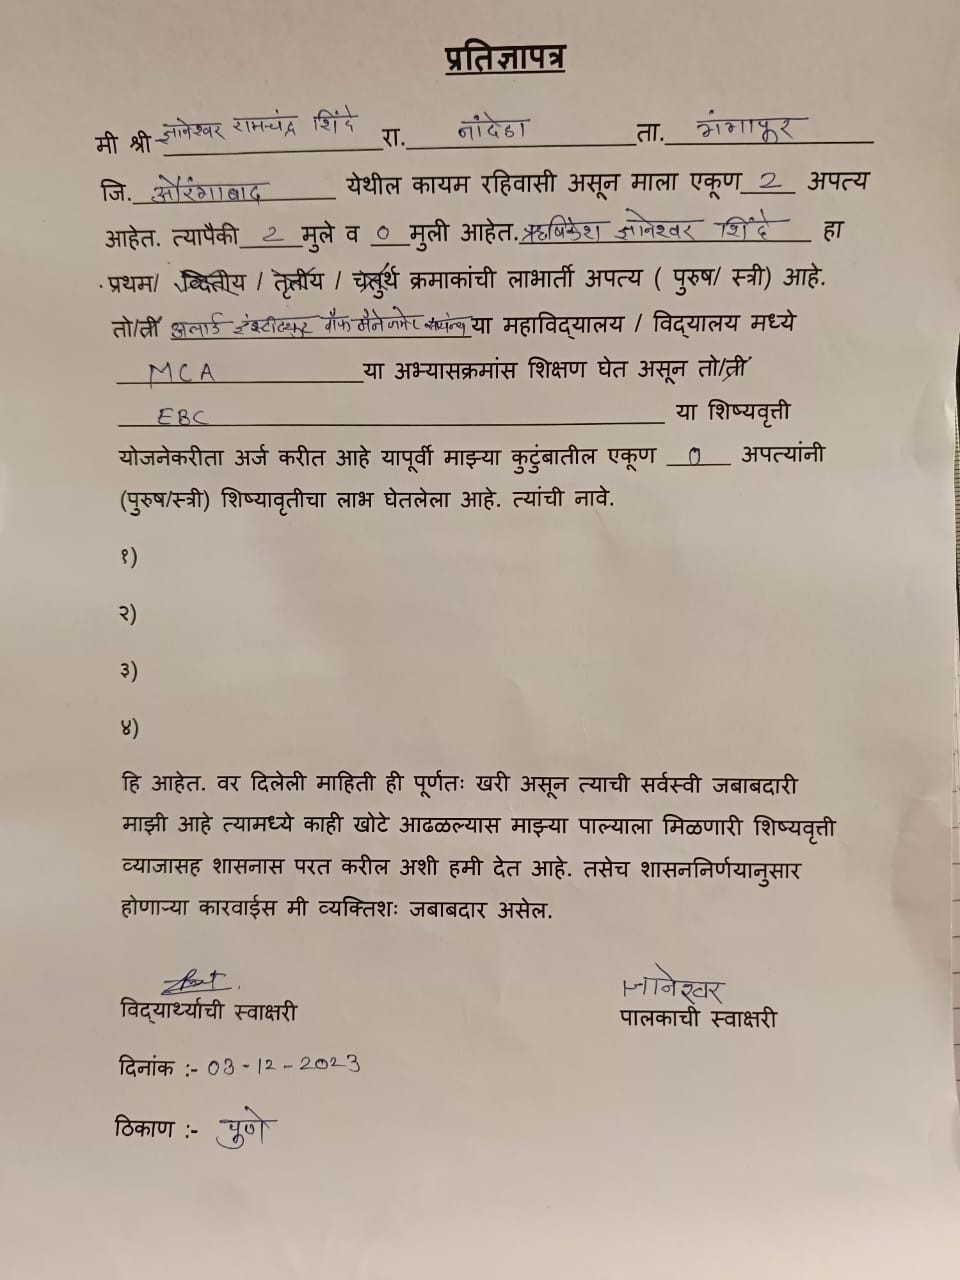 प्रतिज्ञापत्र
मी श्री ज्ञानेश्वर रामचंद्र शिंदे रा. नांदेडा ता. गंगापूर
जि. औरंगाबाद येथील कायम रहिवासी असून माला एकूण 2 अपत्य
आहेत. त्यापैकी 2 मुले व 0 मुली आहेत. ऋषिकेश ज्ञानेश्वर शिंदे हा
प्रथम/ व्दितीय / तृतीय / चतुर्थ क्रमाकांची लाभार्ती अपत्य ( पुरुष/ स्त्री) आहे.
तो/ती अलार्ड इंस्टीट्यूट ऑफ मॅनेजमेंट सायन्स या महाविद्यालय / विद्यालय मध्ये
MCA या अभ्यासक्रमांस शिक्षण घेत असून तो/ती
EBC या शिष्यवृत्ती
योजनेकरीता अर्ज करीत आहे यापूर्वी माझ्या कुटुंबातील एकूण 0 अपत्यांनी
(पुरुष/स्त्री) शिष्यावृतीचा लाभ घेतलेला आहे. त्यांची नावे.
१)
२)
३)
४)
हि आहेत. वर दिलेली माहिती ही पूर्णतः खरी असून त्याची सर्वस्वी जबाबदारी
माझी आहे त्यामध्ये काही खोटे आढळल्यास माझ्या पाल्याला मिळणारी शिष्यवृत्ती
व्याजासह शासनास परत करील अशी हमी देत आहे. तसेच शासननिर्णयानुसार
होणाऱ्या कारवाईस मी व्यक्तिशः जबाबदार असेल.
ज्ञानेश्वर
विद्यार्थ्याची स्वाक्षरी पालकाची स्वाक्षरी
दिनांक :- 03-12-2023
ठिकाण :- पुणे